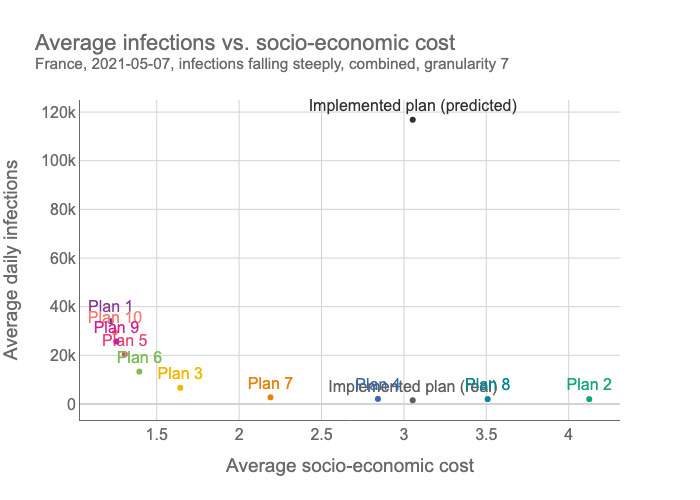 Average infections vs. socio-economic cost
France, 2021-05-07, infections falling steeply, combined, granularity 7
Implemented plan (predicted)
120k
100k
80k
60k
40k
20k
0
Average daily infections
Plan 1
Plan 10
Plan 9
Plan 5
Plan 6
Plan 3
Plan 7
Plan 4
Implemented plan (real)
Plan 8
Plan 2
1.5
2
2.5
3
3.5
4
Average socio-economic cost